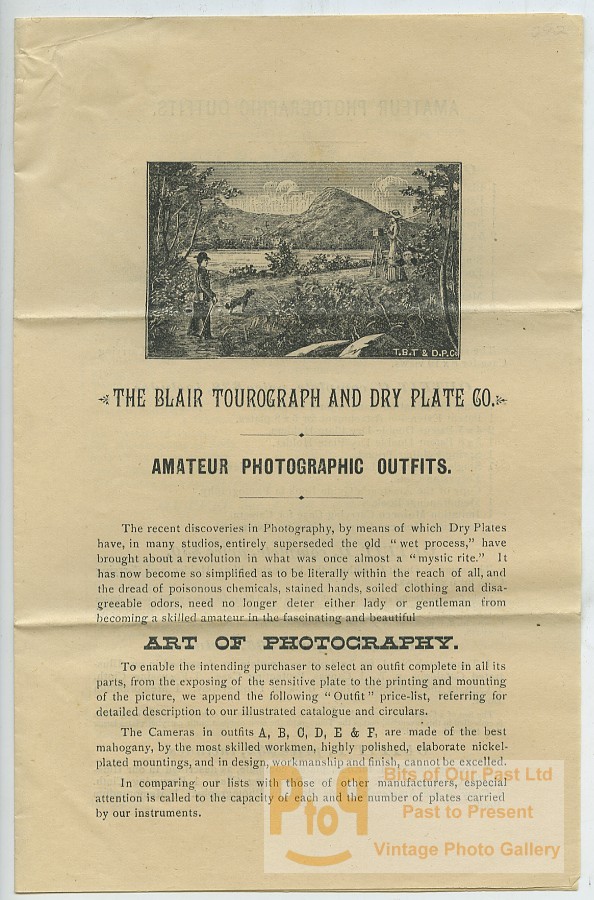 292
AMATEUR PHOTOGRAPHIC OUTFITS.
T.B.T & D.P.Co
THE BLAIR TOUROGRAPH AND DRY PLATE CO.
AMATEUR PHOTOGRAPHIC OUTFITS.
The recent discoveries in Photography, by means of which Dry Plates
have, in many studios, entirely superseded the old "wet process," have
brought about a revolution in what was once almost a "mystic rite." It
has now become so simplified as to be literally within the reach of all, and
the dread of poisonous chemicals, stained hands, soiled clothing and disa-
greeable odors, need no longer deter either lady or gentleman from
becoming a skilled amateur in the fascinating and beautiful
ART OF PHOTOGRAPHY.
To enable the intending purchaser to select an outfit complete in all its
parts, from the exposing of the sensitive plate to the printing and mounting
of the picture, we append the following "Outfit" price-list, referring for
detailed description to our illustrated catalogue and circulars.
The Cameras in outfits A, B, C, D, E & F, are made of the best
mahogany, by the most skilled workmen, highly polished, elaborate nickel-
plated mountings, and in design, workmanship and finish, cannot be excelled.
In comparing our lists with those of other manufacturers, especial
attention is called to the capacity of each and the number of plates carried
by our instruments.
PtoP
Bits of Our Past Ltd
Past to Present
Vintage Photo Gallery